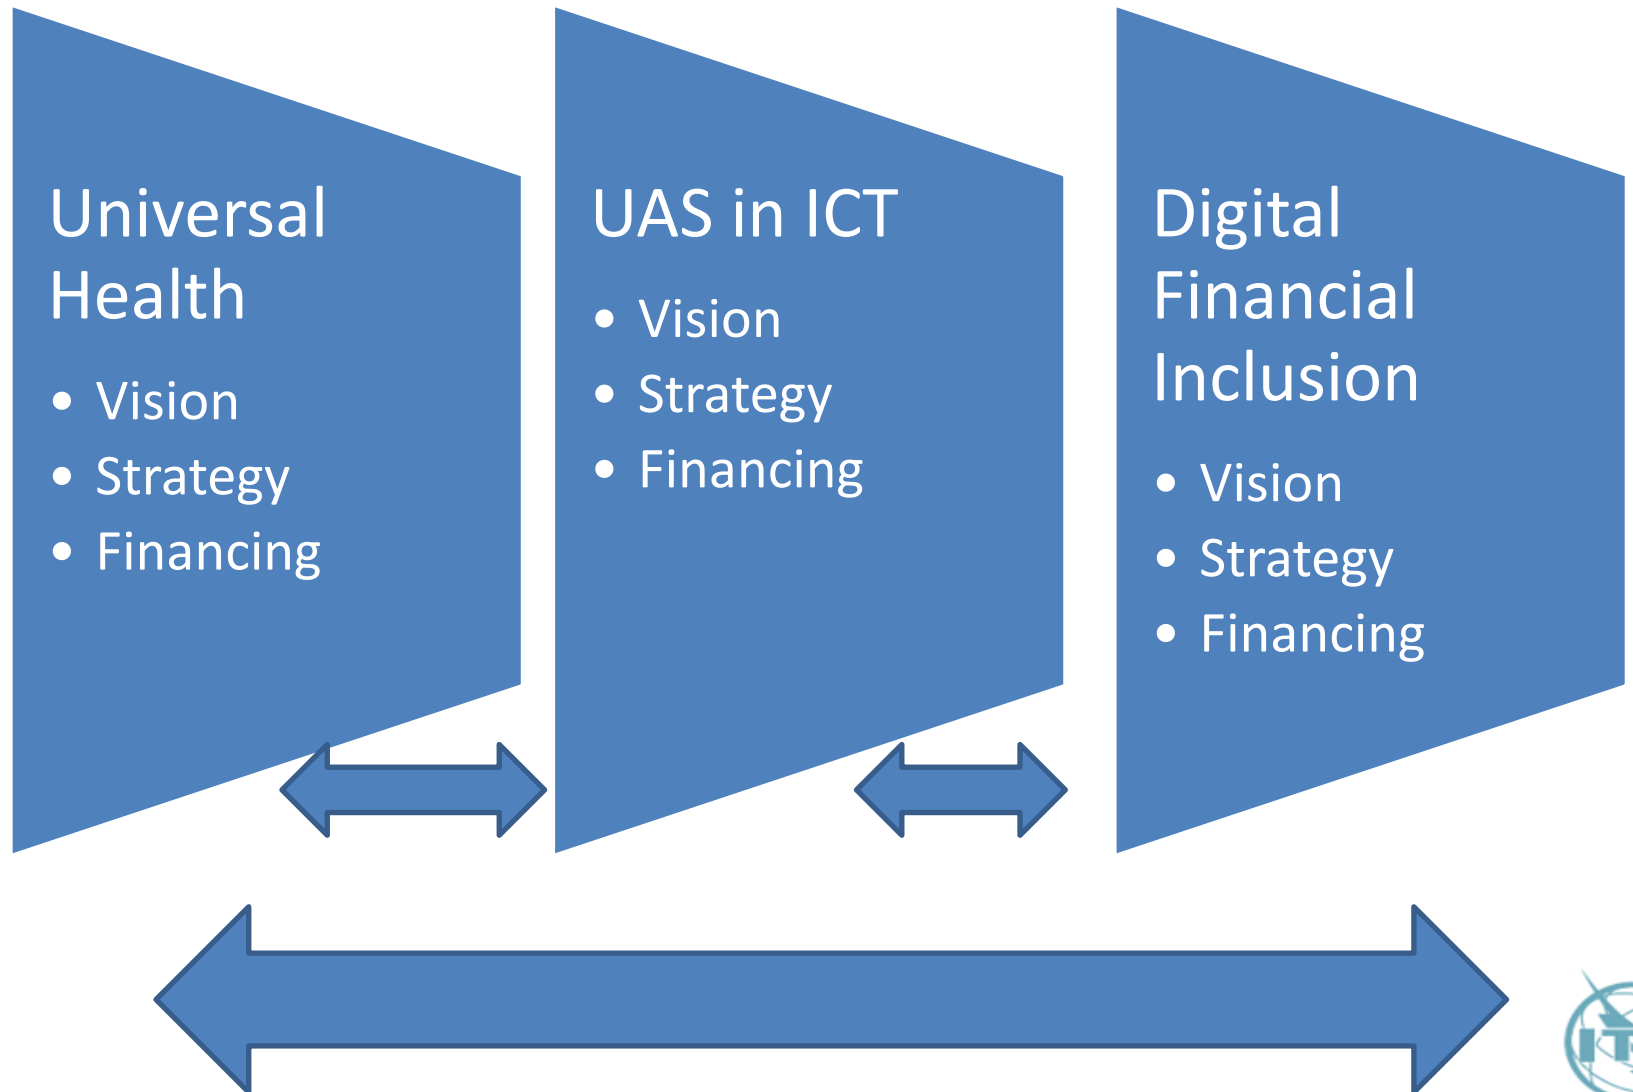 Universal
Health
• Vision
• Strategy
• Financing
UAS in ICT
• Vision
• Strategy
• Financing
Digital
Financial
Inclusion
• Vision
• Strategy
• Financing